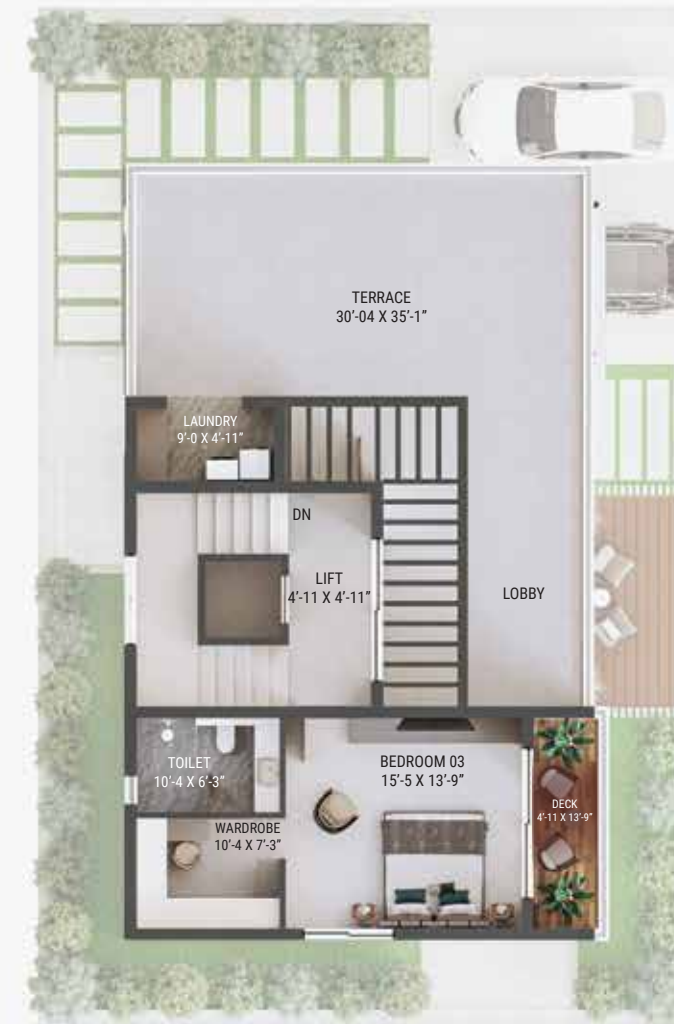 TERRACE
30'-04 X 35'-1"
LAUNDRY
9'-0 X 4'-11"
DN
LIFT
4'-11 X 4'-11"
LOBBY
TOILET
10'-4 X 6'-3"
BEDROOM 03
15'-5 X 13'-9"
DECK
4'-11 X 13'-9"
WARDROBE
10'-4 X 7'-3"